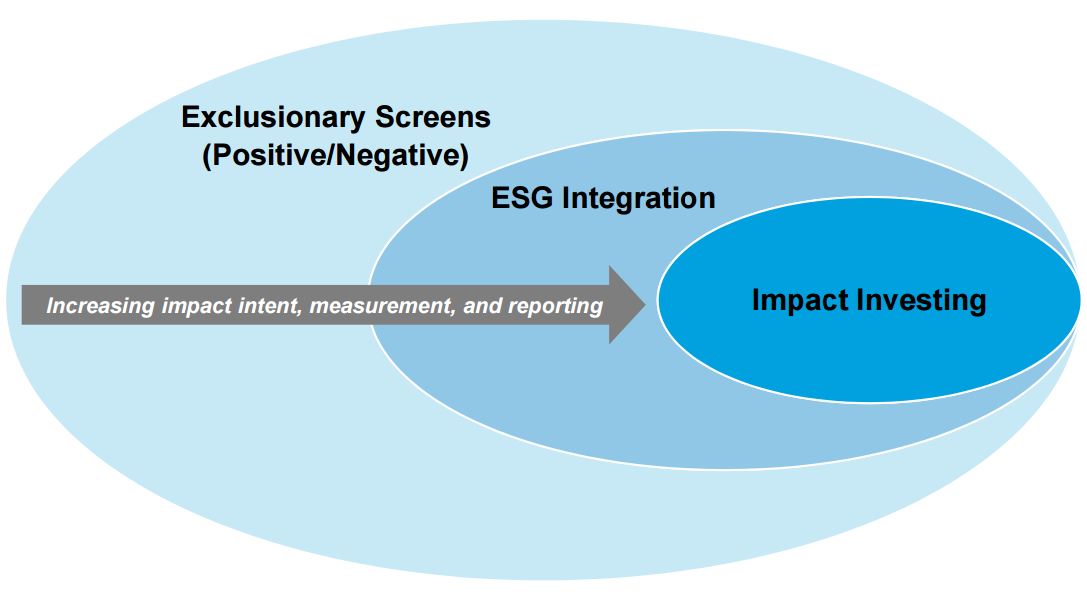 Exclusionary Screens
(Positive/Negative)
ESG Integration
Increasing impact intent, measurement, and reporting
Impact Investing